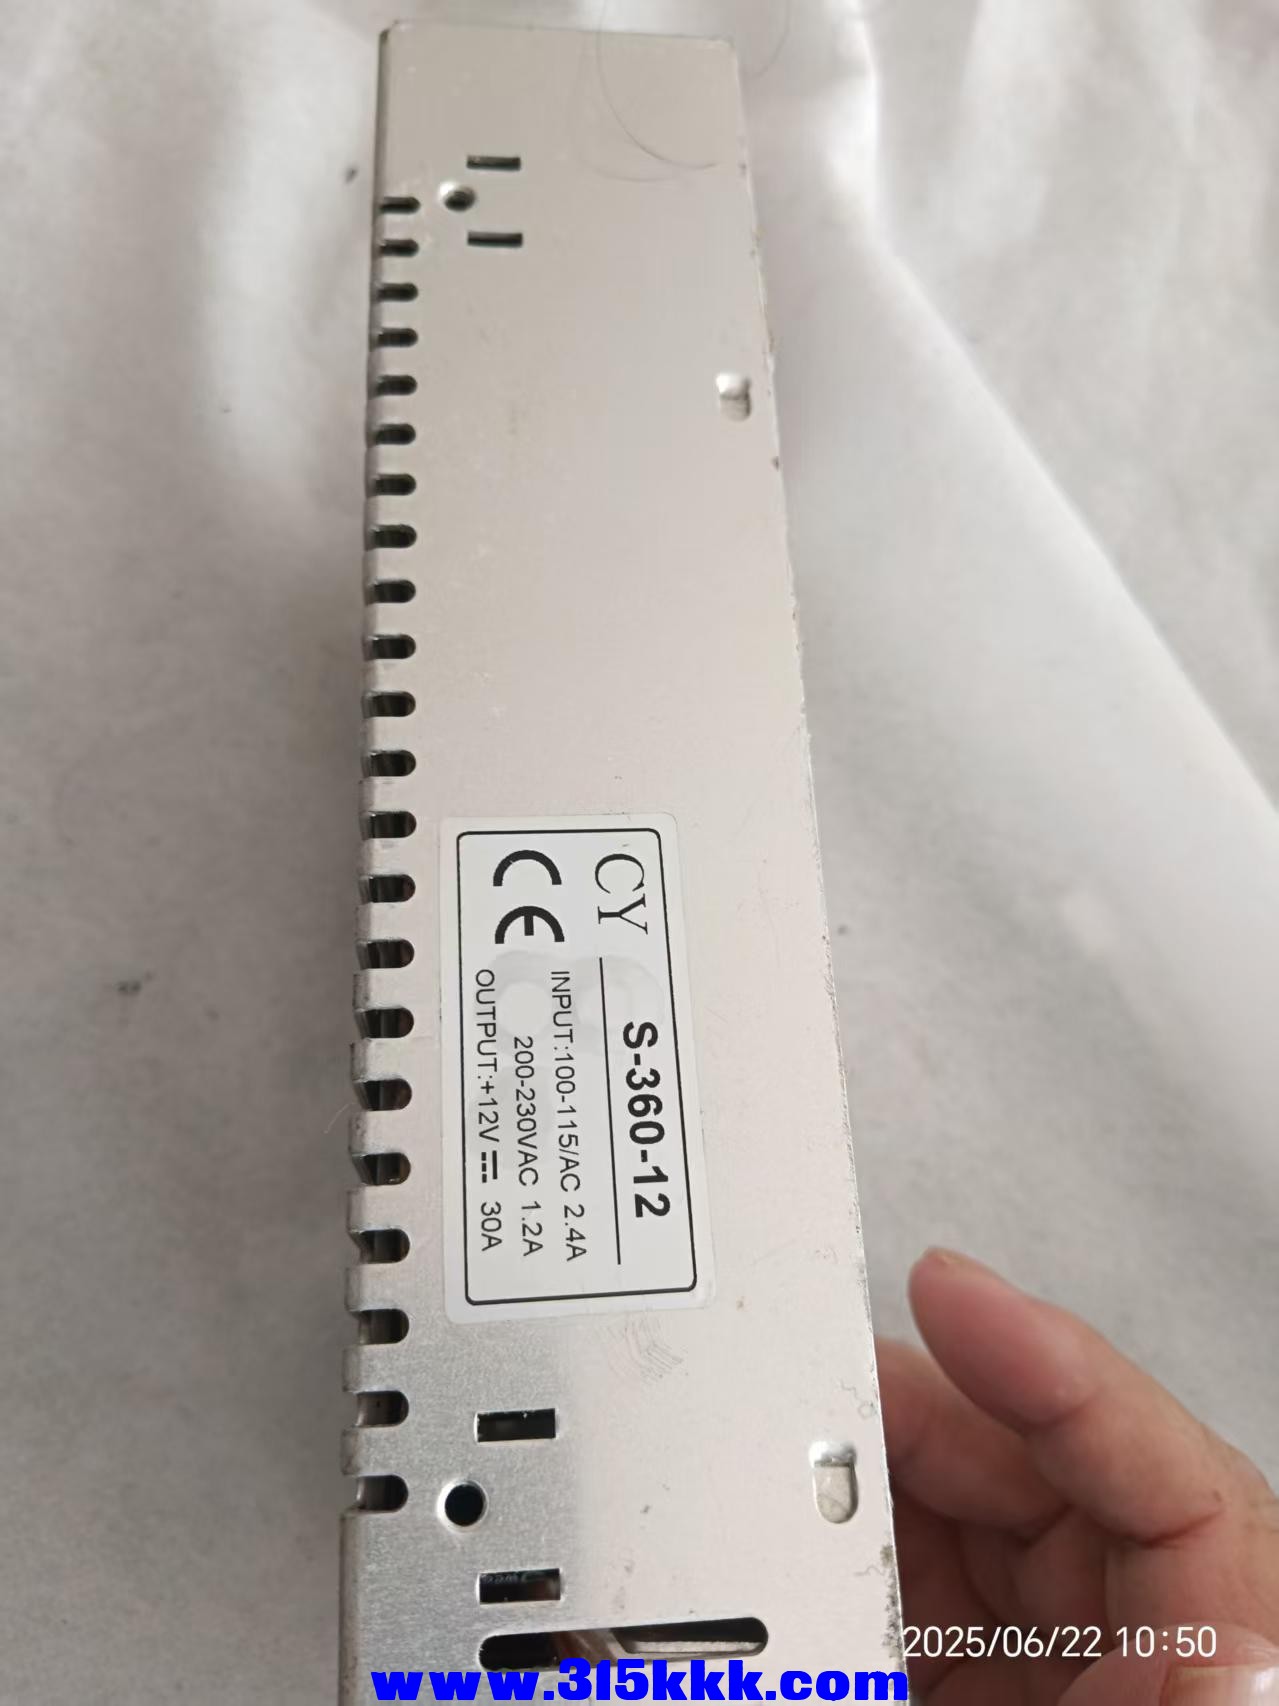 CY
S-360-12
CE
INPUT:100-115/AC 2.4A
200-230VAC 1.2A
OUTPUT:+12V⎓ 30A
2025/06/22 10:50
www.315kkk.com